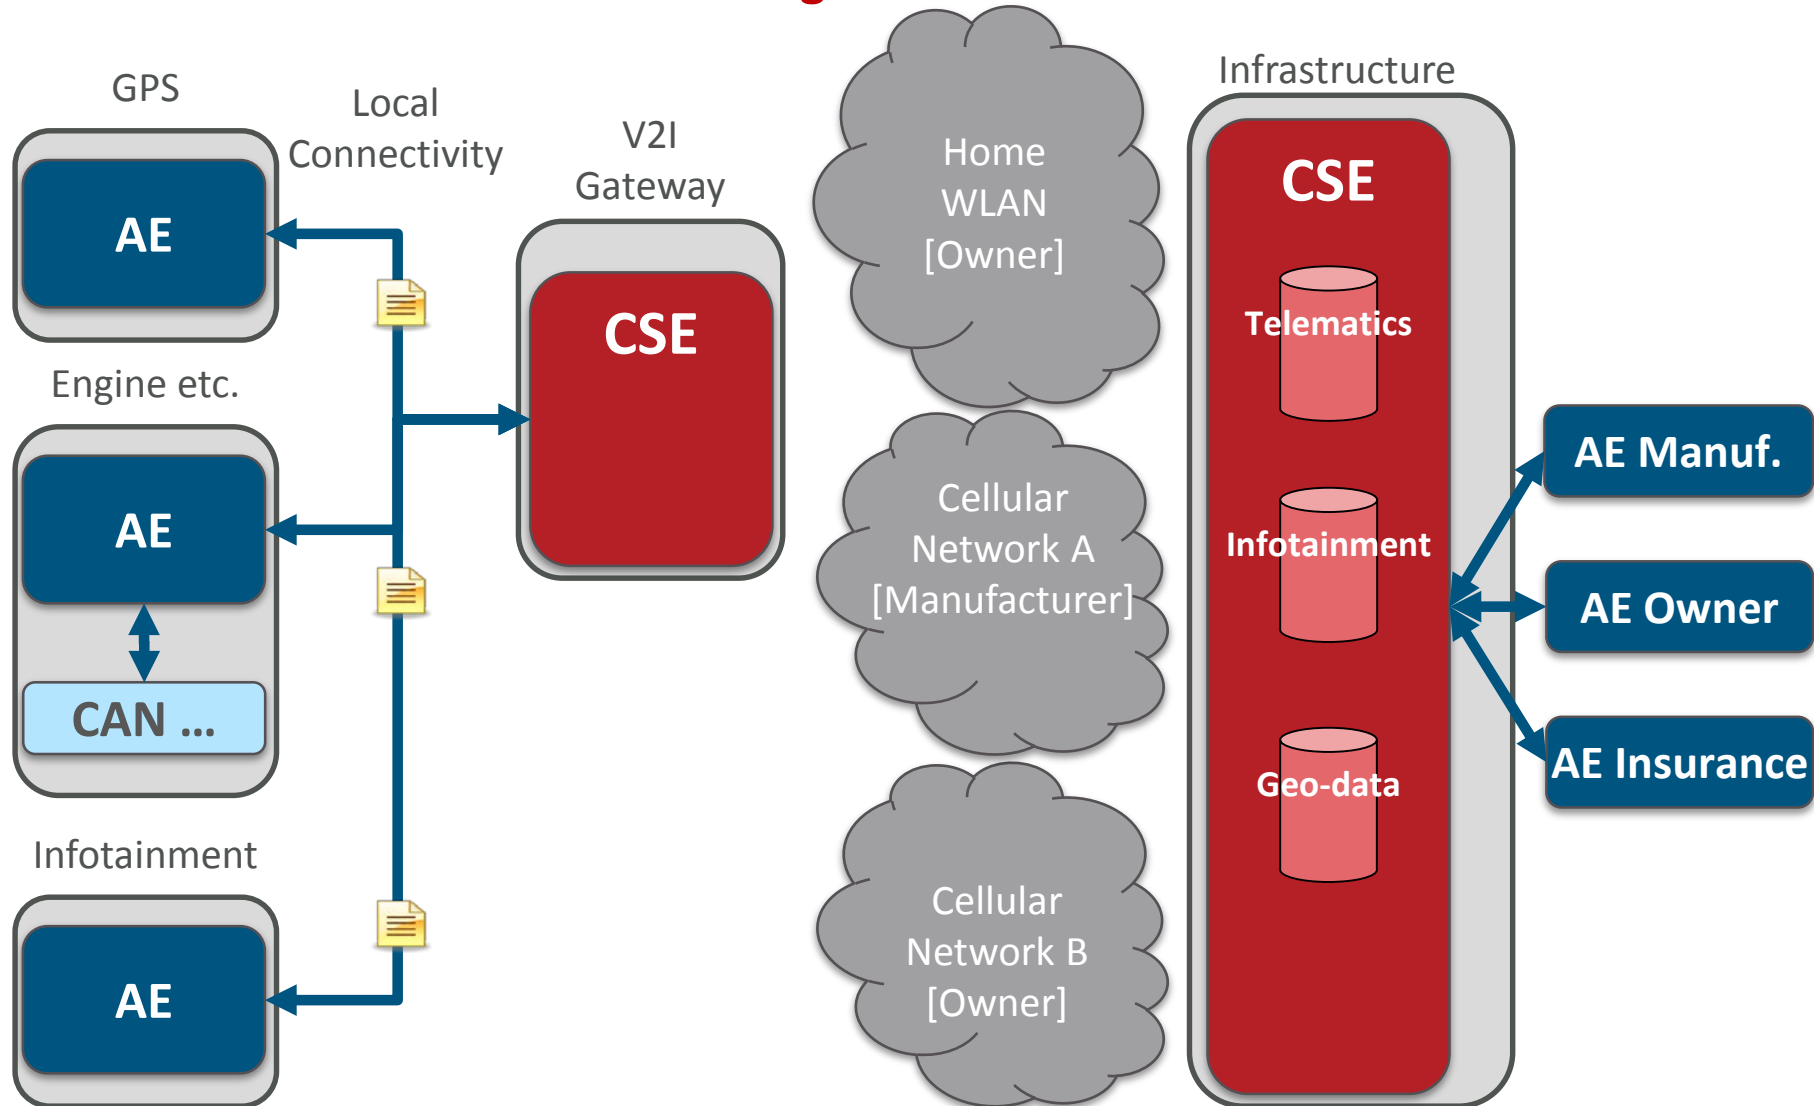 GPS
AE
Engine etc.
AE
CAN ...
Infotainment
AE
Local
Connectivity
V2I
Gateway
CSE
Home
WLAN
[Owner]
Cellular
Network A
[Manufacturer]
Cellular
Network B
[Owner]
Infrastructure
CSE
Telematics
Infotainment
Geo-data
AE Manuf.
AE Owner
AE Insurance